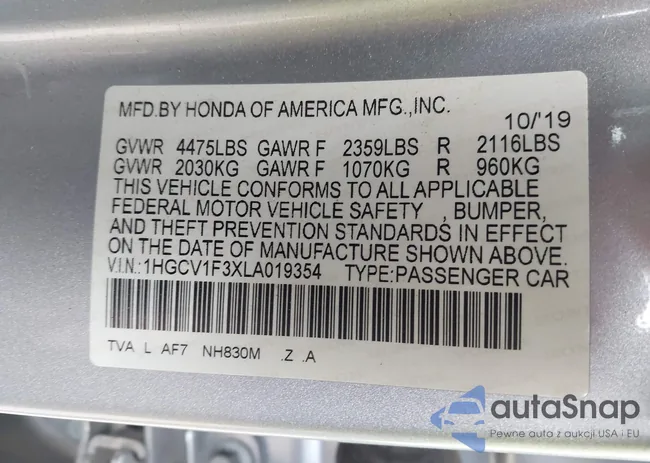 MFD.BY HONDA OF AMERICA MFG.,INC.
10/'19
GVWR 4475LBS GAWR F 2359LBS R 2116LBS
GVWR 2030KG GAWR F 1070KG R 960KG
THIS VEHICLE CONFORMS TO ALL APPLICABLE
FEDERAL MOTOR VEHICLE SAFETY , BUMPER,
AND THEFT PREVENTION STANDARDS IN EFFECT
ON THE DATE OF MANUFACTURE SHOWN ABOVE.
V.I.N.:1HGCV1F3XLA019354 TYPE:PASSENGER CAR
TVA L AF7 NH830M .Z .A
autaSnap
Pewne auta z aukcji USA i EU